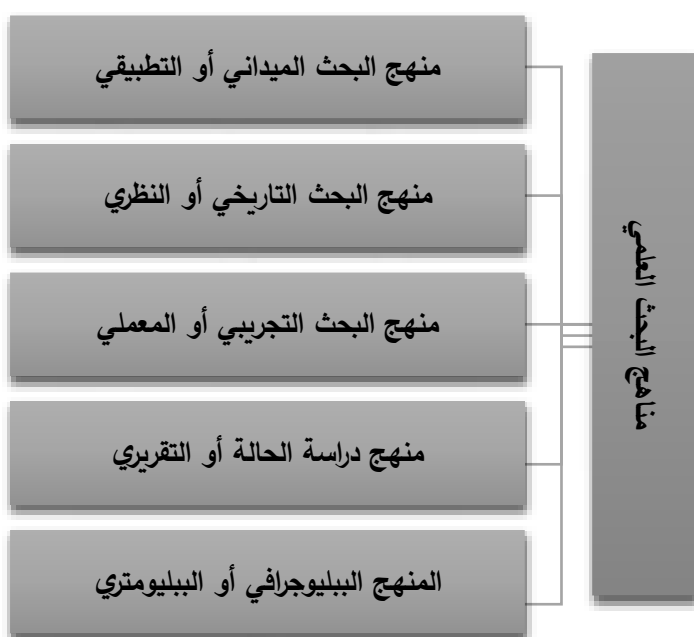 مناهج البحث العلمي
منهج البحث الميداني أو التطبيقي
منهج البحث التاريخي أو النظري
منهج البحث التجريبي أو المعملي
منهج دراسة الحالة أو التقريري
المنهج الببليوجرافي أو الببليومتري